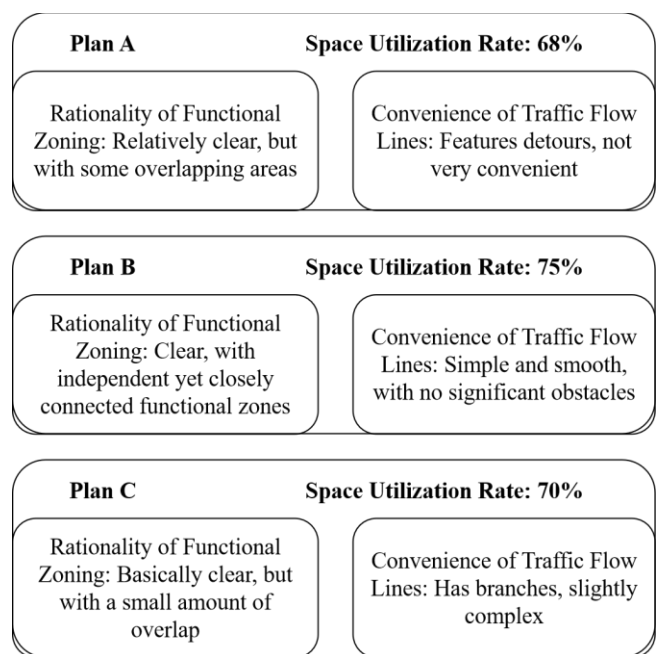 Plan A Space Utilization Rate: 68%
Rationality of Functional
Zoning: Relatively clear, but
with some overlapping areas
Convenience of Traffic Flow
Lines: Features detours, not
very convenient
Plan B Space Utilization Rate: 75%
Rationality of Functional
Zoning: Clear, with
independent yet closely
connected functional zones
Convenience of Traffic Flow
Lines: Simple and smooth,
with no significant obstacles
Plan C Space Utilization Rate: 70%
Rationality of Functional
Zoning: Basically clear, but
with a small amount of
overlap
Convenience of Traffic Flow
Lines: Has branches, slightly
complex